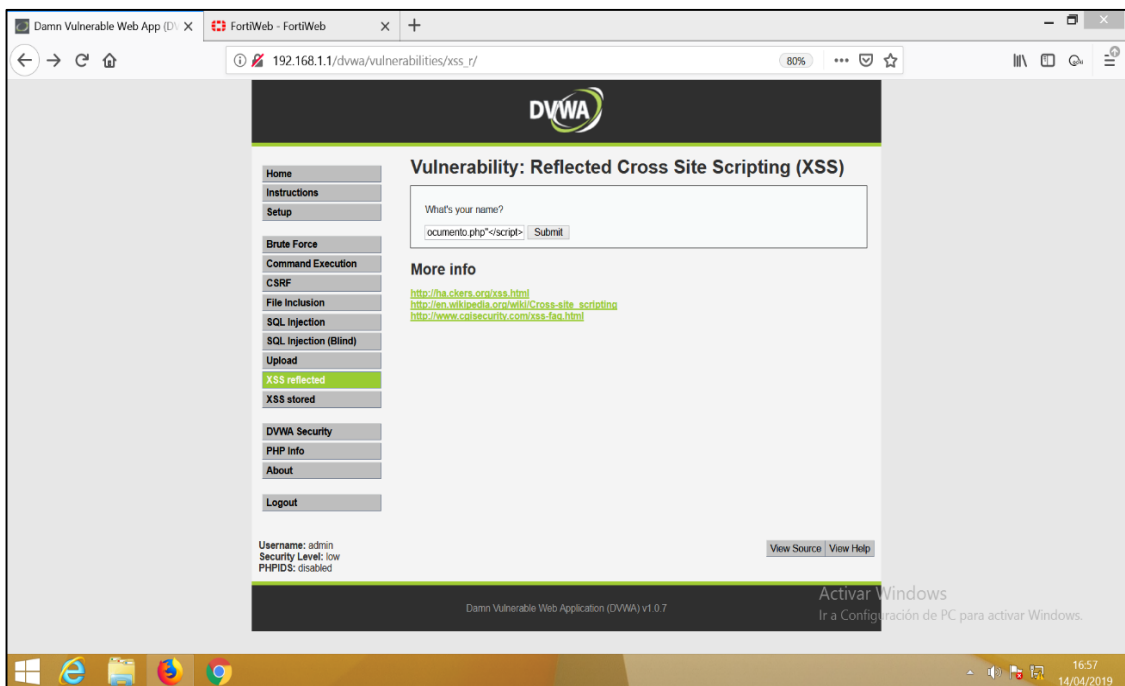 Damn Vulnerable Web App (DV
FortiWeb - FortiWeb
192.168.1.1/dvwa/vulnerabilities/xss_r/
80%
DVWA
Home
Instructions
Setup
Brute Force
Command Execution
CSRF
File Inclusion
SQL Injection
SQL Injection (Blind)
Upload
XSS reflected
XSS stored
DVWA Security
PHP Info
About
Logout
Vulnerability: Reflected Cross Site Scripting (XSS)
What's your name?
ocumento.php"</script> Submit
More info
http://ha.ckers.org/xss.html
http://en.wikipedia.org/wiki/Cross-site_scripting
http://www.cgisecurity.com/xss-faq.html
Username: admin
Security Level: low
PHPIDS: disabled
View Source View Help
Damn Vulnerable Web Application (DVWA) v1.0.7
Activar Windows
Ir a Configuración de PC para activar Windows.
16:57
14/04/2019